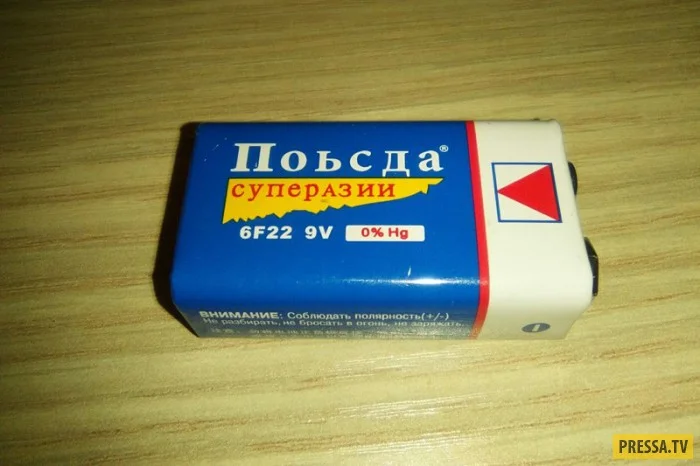 Поьсда®
суперАзии
6F22 9V 0% Hg
ВНИМАНИЕ: Соблюдать полярность(+/-)
Не разбирать, не бросать в огонь, не заряжать.
PRESSA.TV